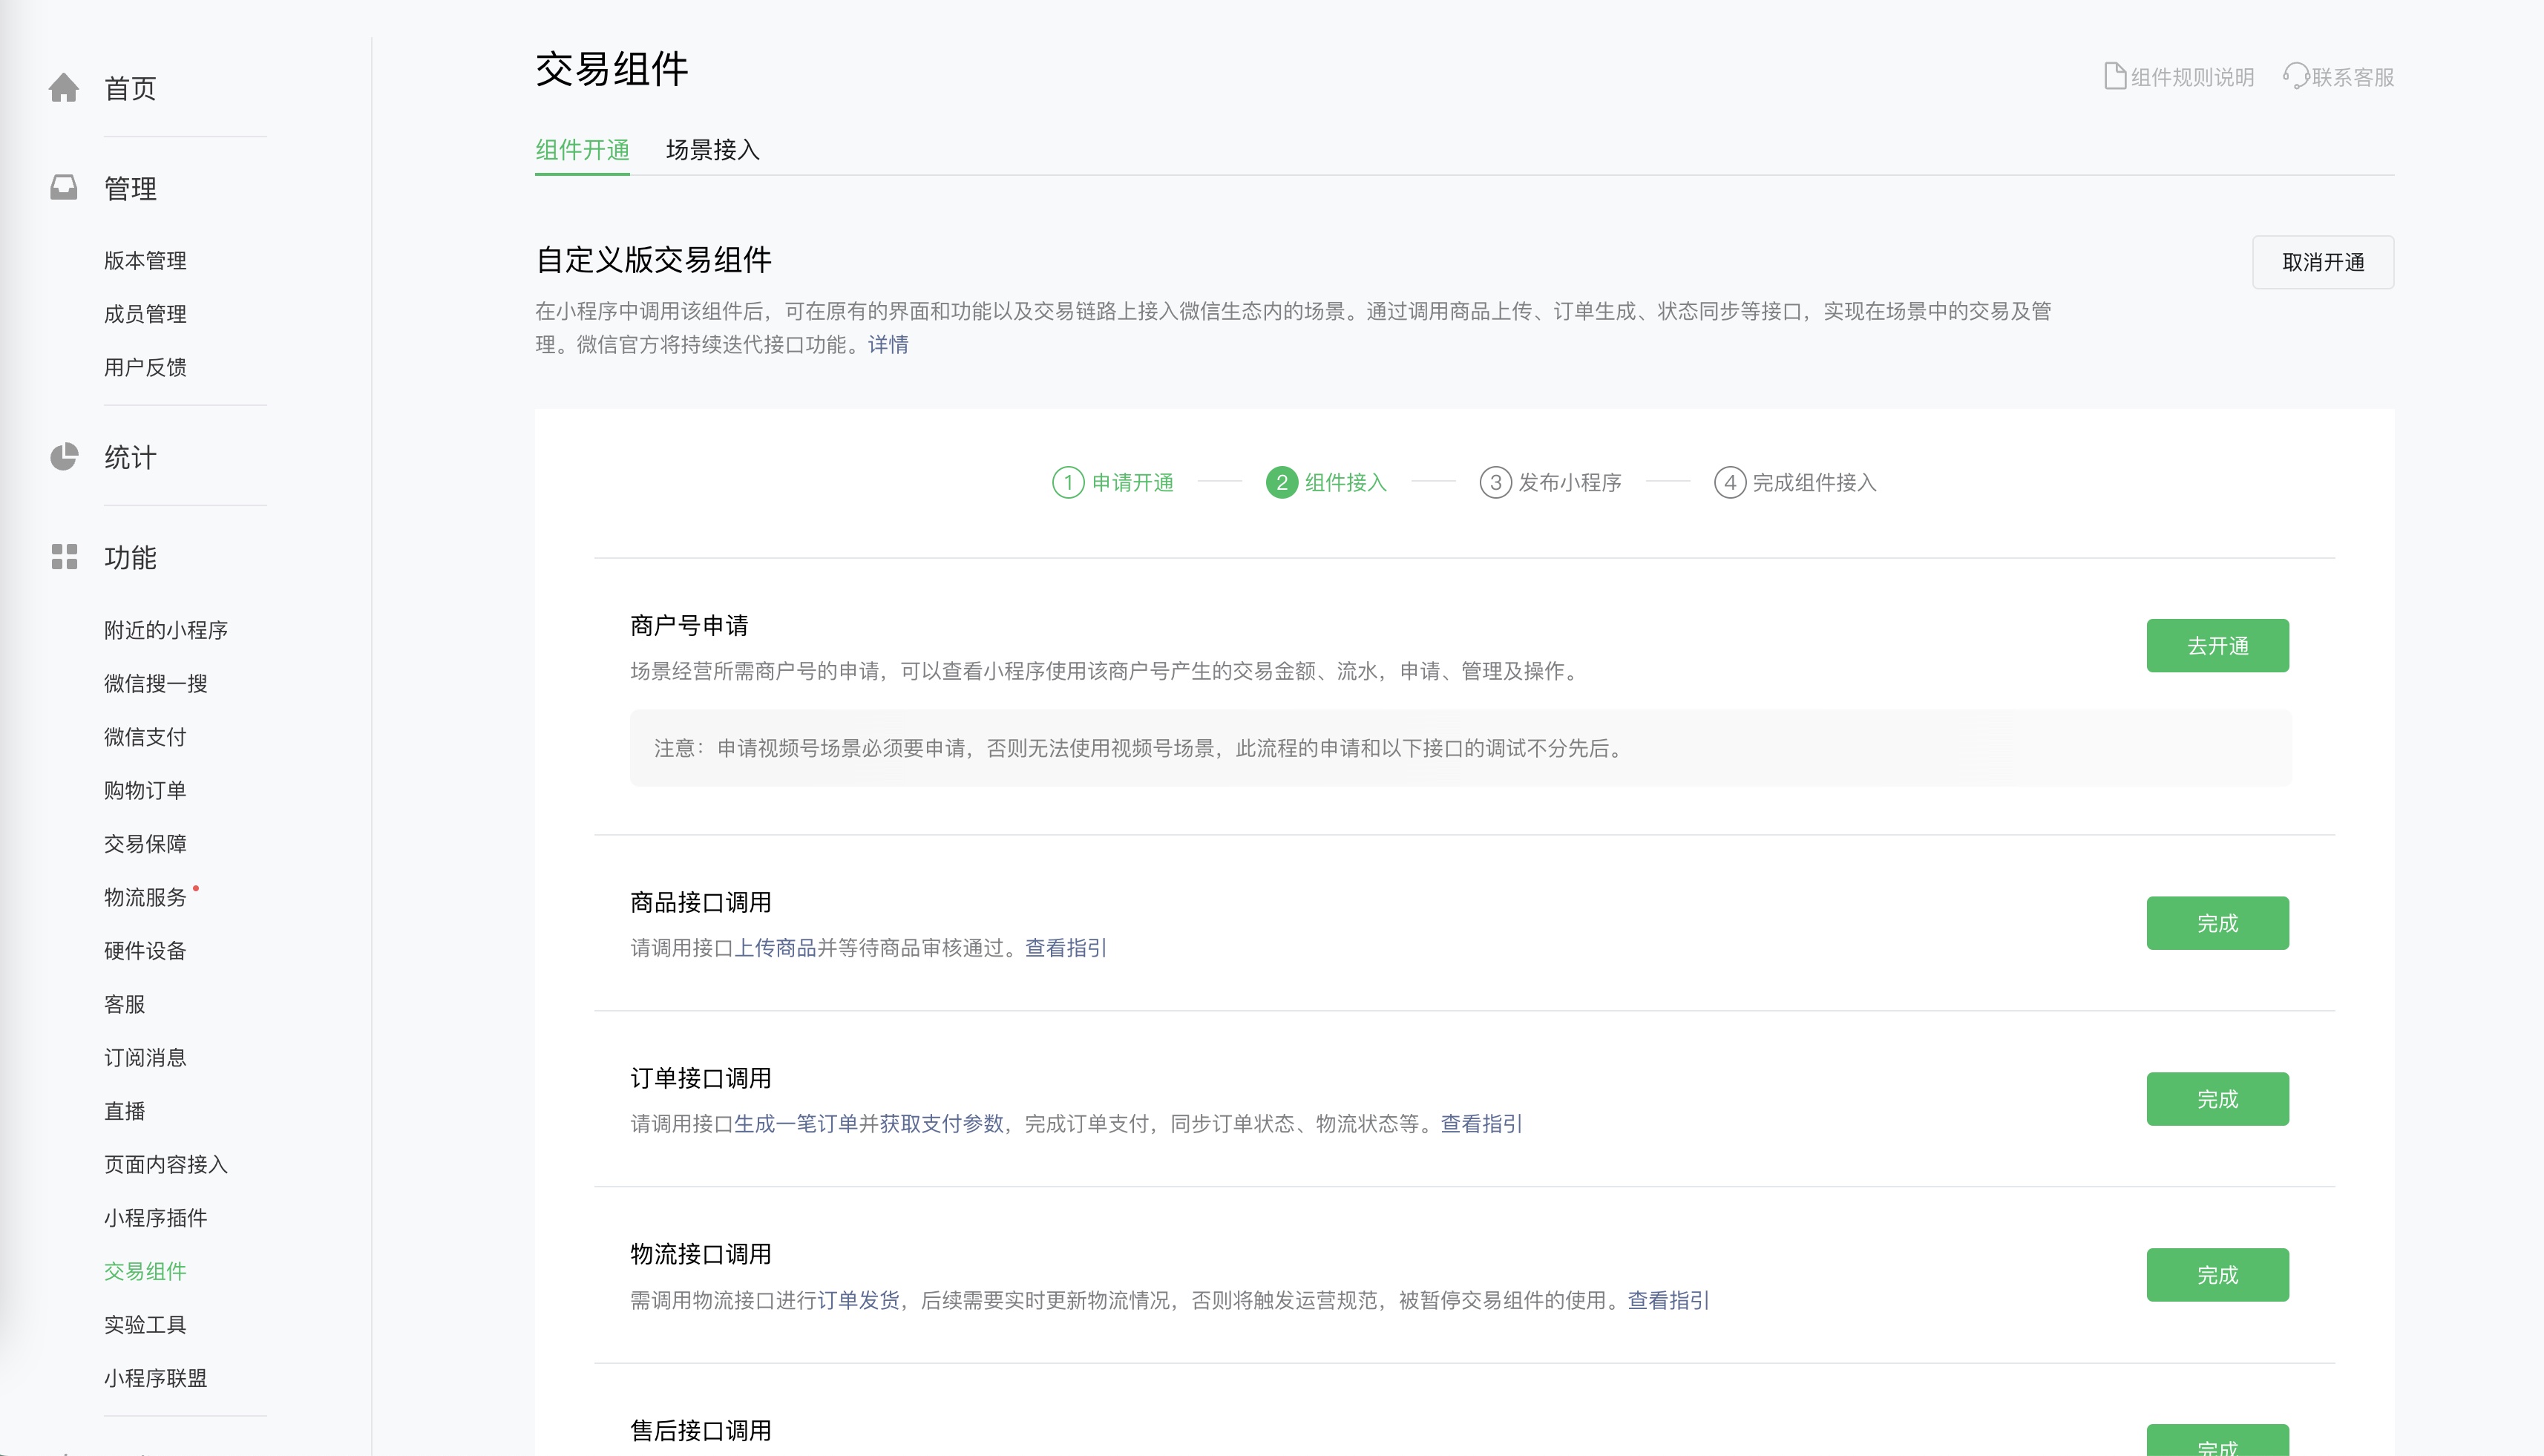 首页
管理
版本管理
成员管理
用户反馈
统计
功能
附近的小程序
微信搜一搜
微信支付
购物订单
交易保障
物流服务
硬件设备
客服
订阅消息
直播
页面内容接入
小程序插件
交易组件
实验工具
小程序联盟
交易组件
组件规则说明 联系客服
组件开通 场景接入
自定义版交易组件
取消开通
在小程序中调用该组件后，可在原有的界面和功能以及交易链路上接入微信生态内的场景。通过调用商品上传、订单生成、状态同步等接口，实现在场景中的交易及管
理。微信官方将持续迭代接口功能。详情
1 申请开通 2 组件接入 3 发布小程序 4 完成组件接入
商户号申请
场景经营所需商户号的申请，可以查看小程序使用该商户号产生的交易金额、流水，申请、管理及操作。
去开通
注意：申请视频号场景必须要申请，否则无法使用视频号场景，此流程的申请和以下接口的调试不分先后。
商品接口调用
请调用接口上传商品并等待商品审核通过。查看指引
完成
订单接口调用
请调用接口生成一笔订单并获取支付参数，完成订单支付，同步订单状态、物流状态等。查看指引
完成
物流接口调用
需调用物流接口进行订单发货，后续需要实时更新物流情况，否则将触发运营规范，被暂停交易组件的使用。查看指引
完成
售后接口调用
完成